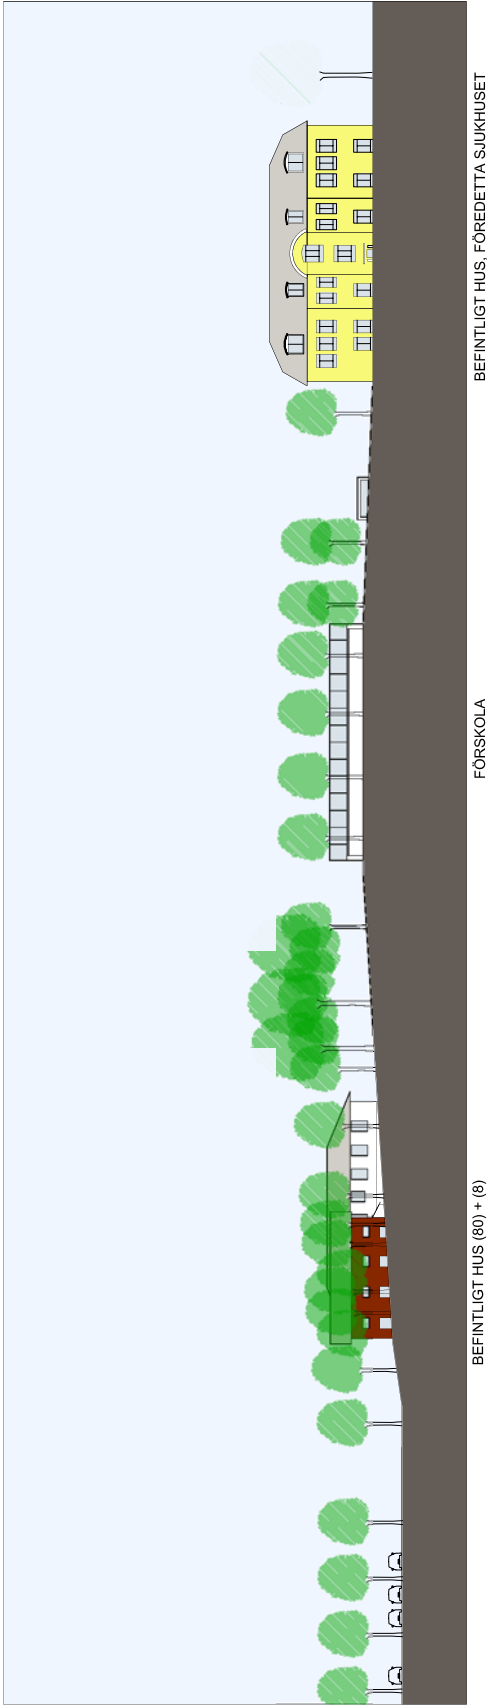 BEFINTLIGT HUS (80) + (8)
FÖRSKOLA
BEFINTLIGT HUS, FÖREDETTA SJUKHUSET